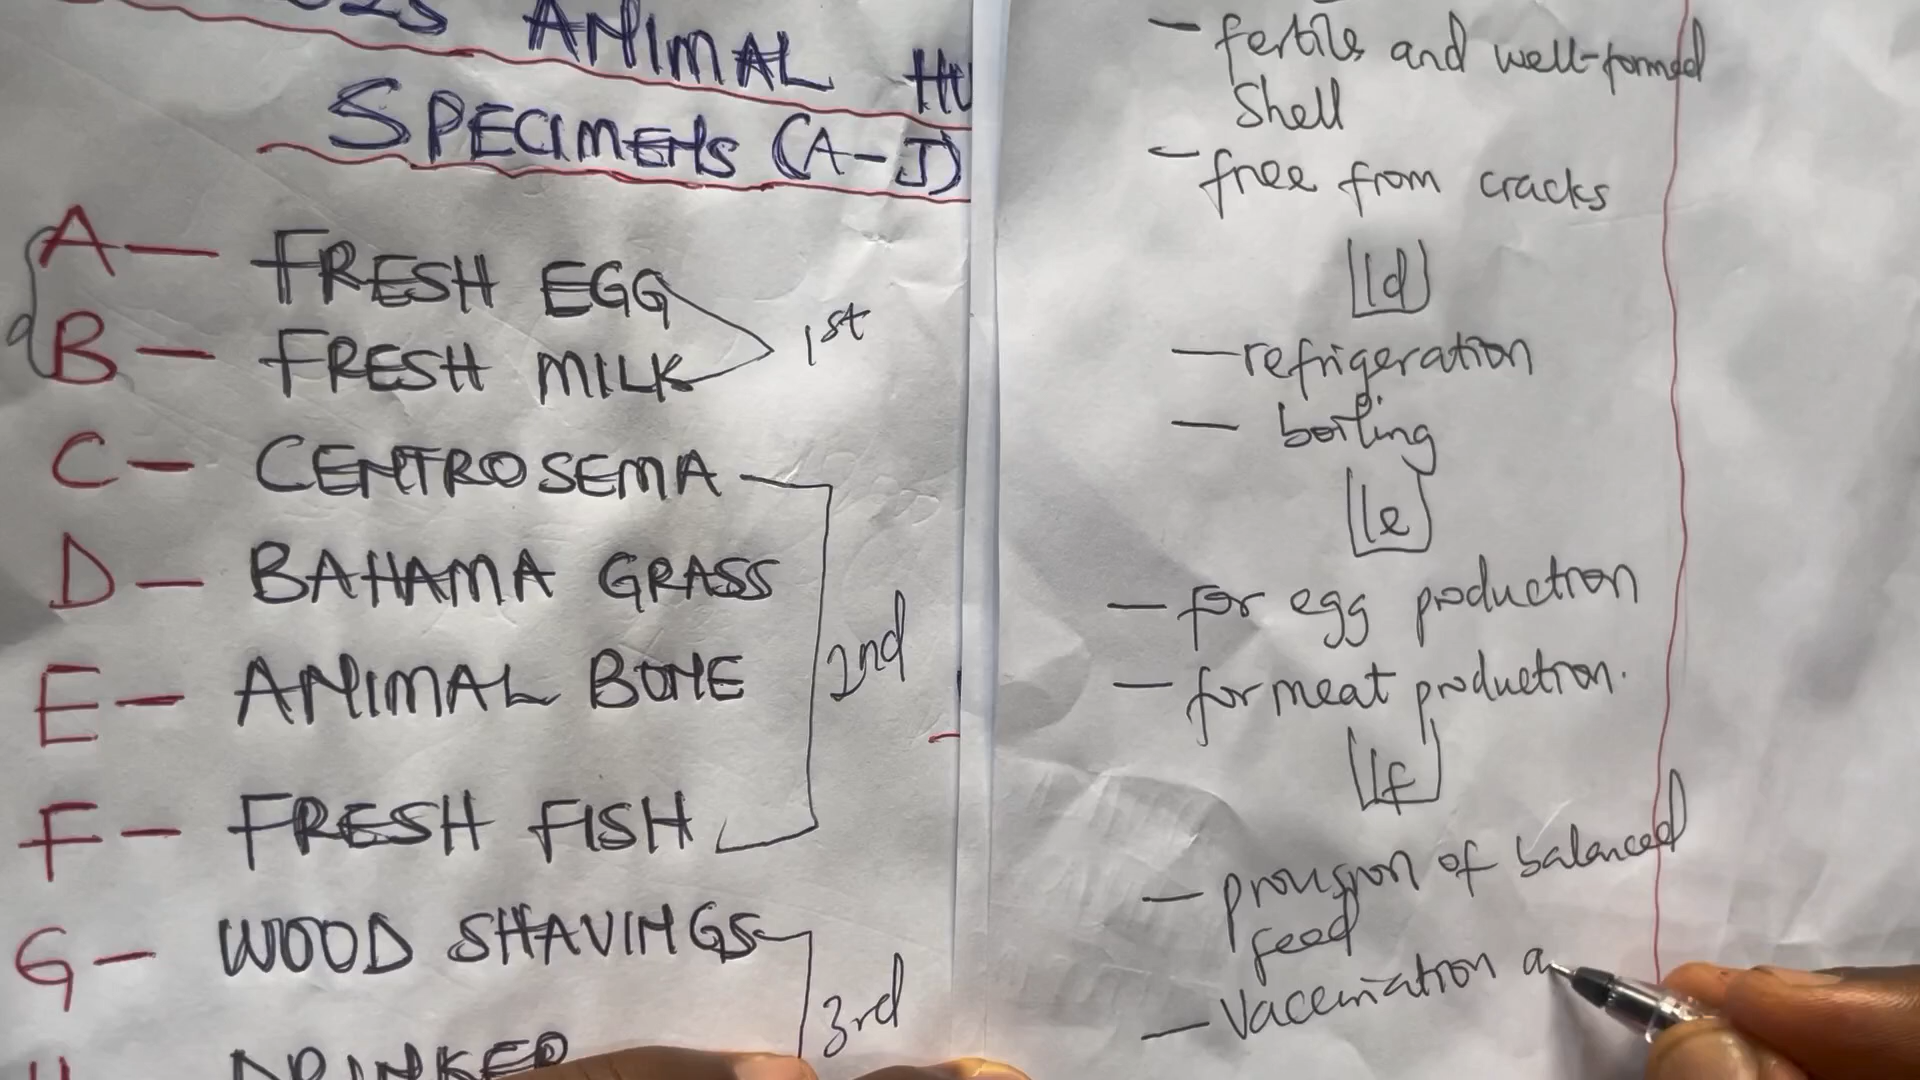 2025 ANIMAL HU
SPECIMENS (A-J)
A — FRESH EGG
B — FRESH MILK
1st
C — CENTROSEMA
D — BAHAMA GRASS
E — ANIMAL BONE
F — FRESH FISH
2nd
G — WOOD SHAVINGS
H DRINKER
3rd
— fertile and well-formed
Shell
— free from cracks
1d
— refrigeration
— boiling
1e
— for egg production
— for meat production.
1f
— provision of balanced
feed
— Vaccination a